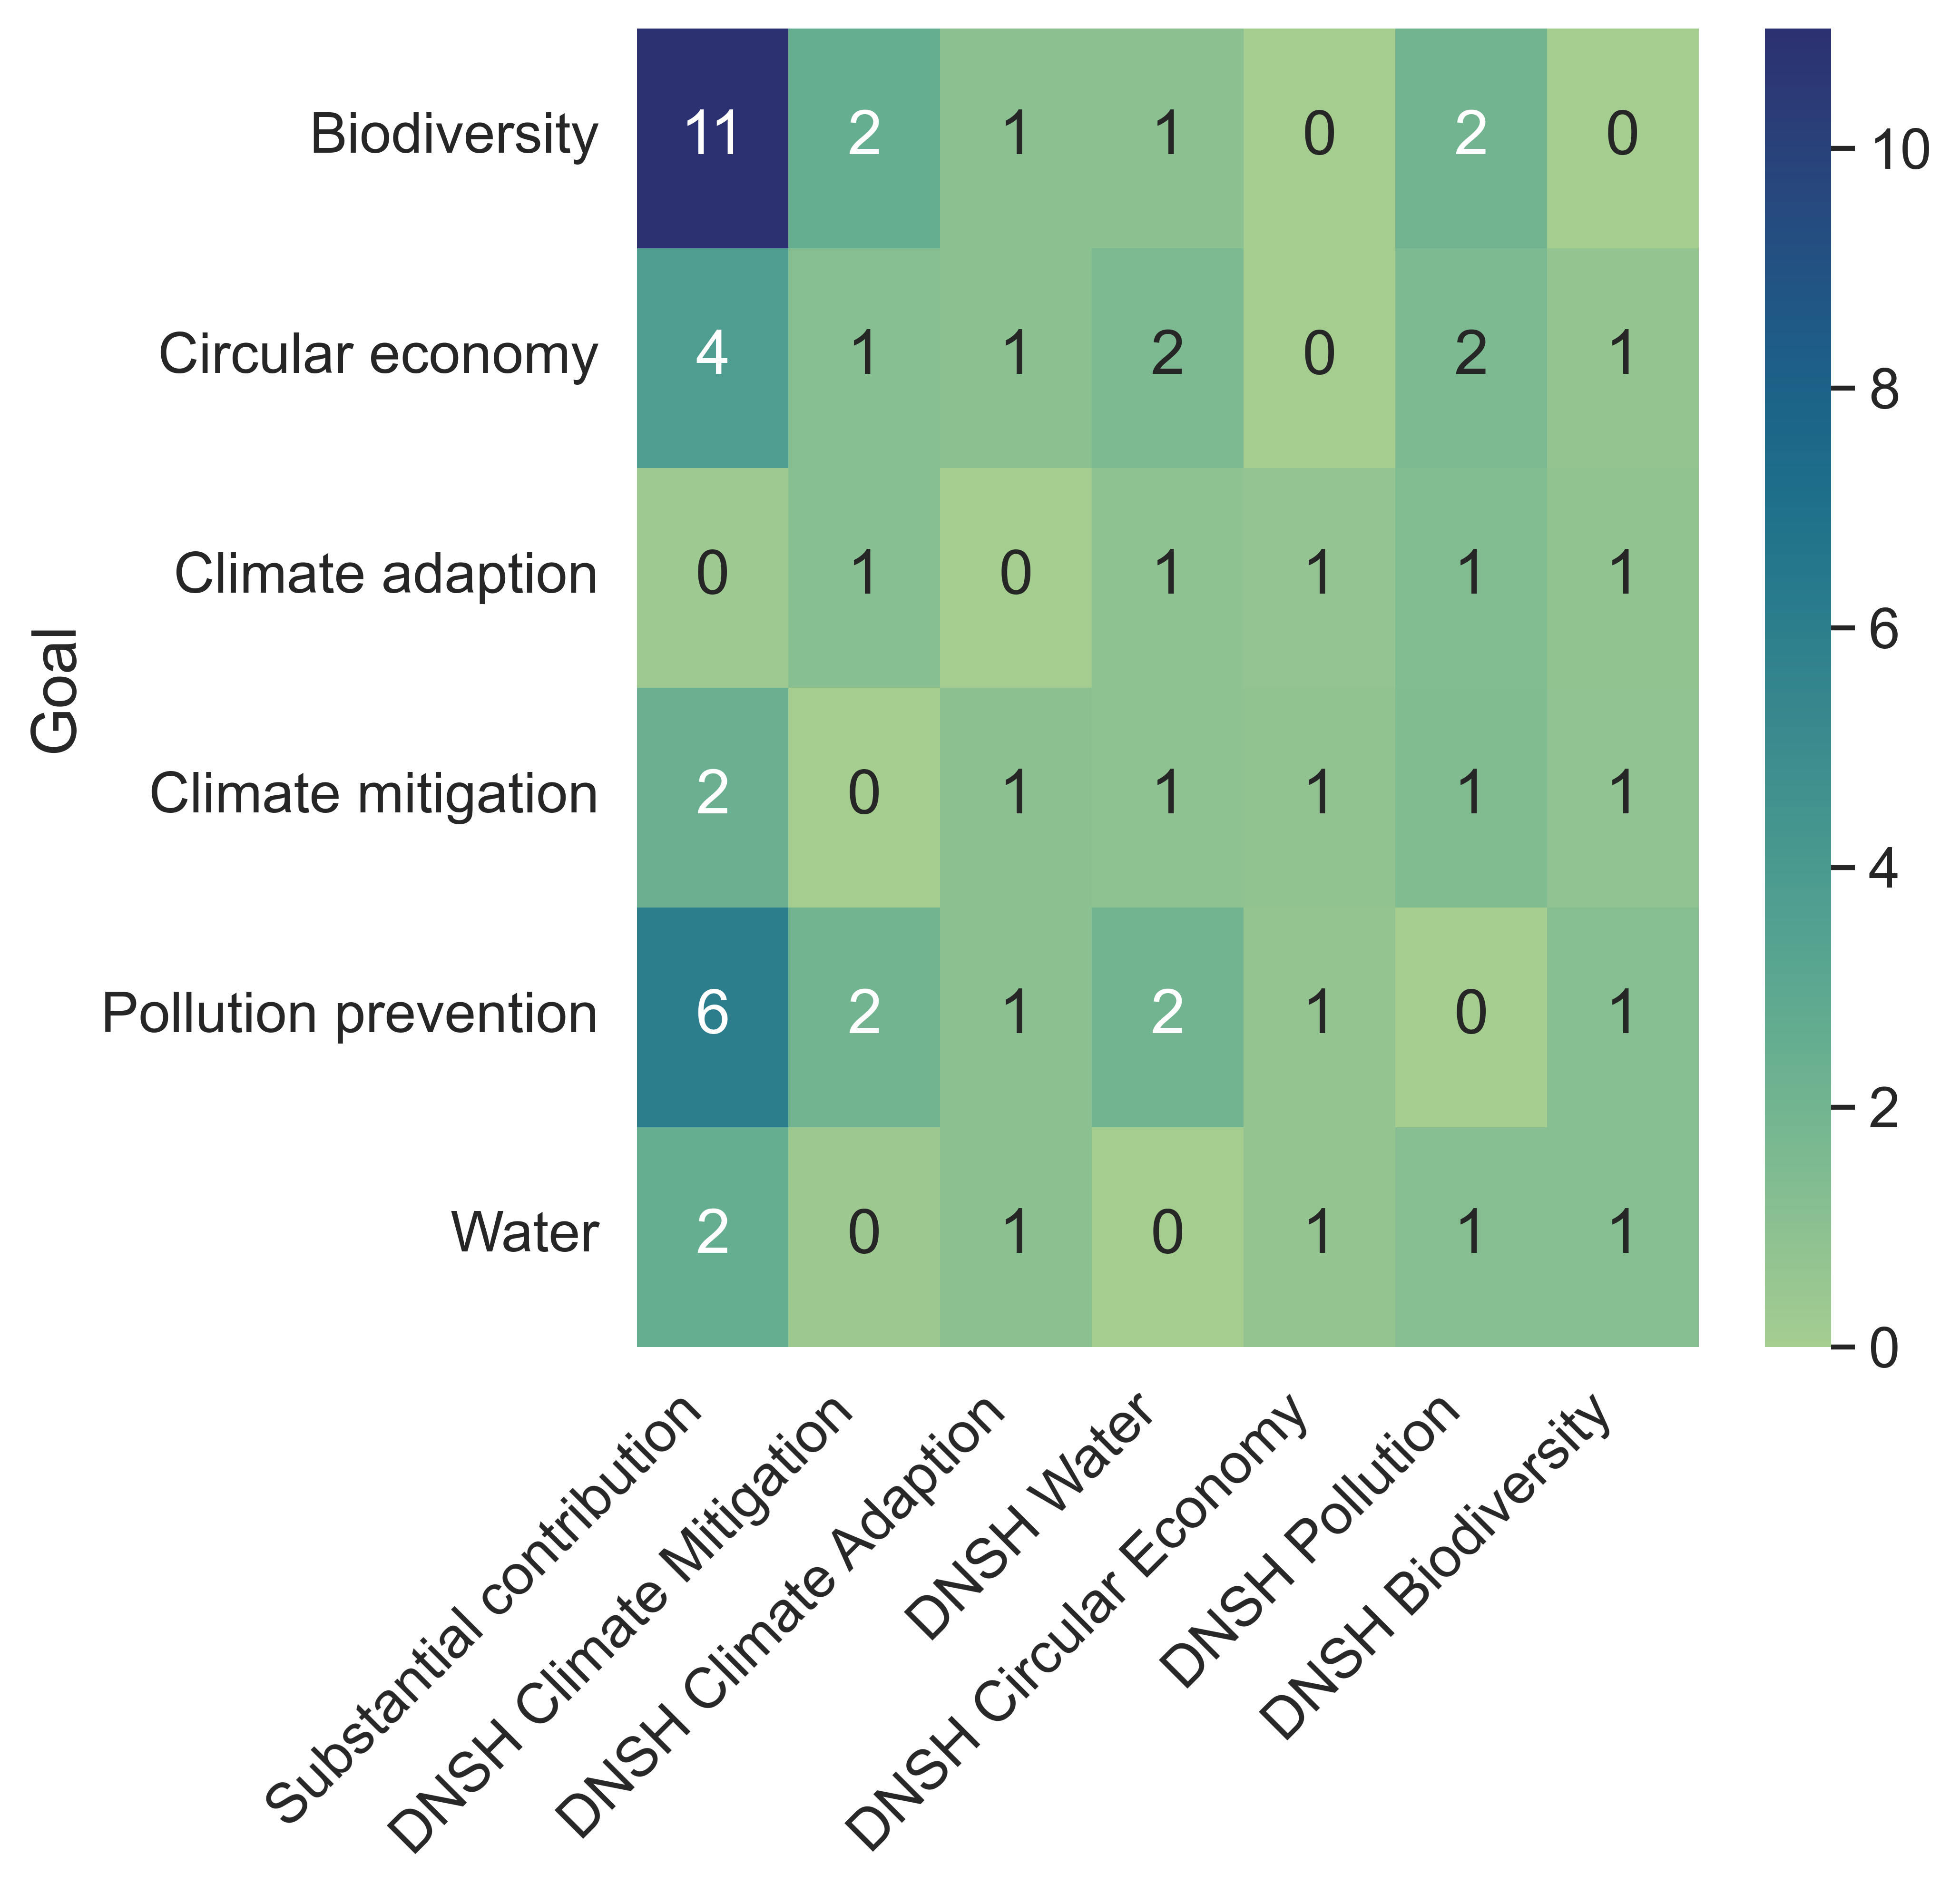 Goal
Biodiversity 11 2 1 1 0 2 0
Circular economy 4 1 1 2 0 2 1
Climate adaption 0 1 0 1 1 1 1
Climate mitigation 2 0 1 1 1 1 1
Pollution prevention 6 2 1 2 1 0 1
Water 2 0 1 0 1 1 1
Substantial contribution
DNSH Climate Mitigation
DNSH Climate Adaption
DNSH Water
DNSH Circular Economy
DNSH Pollution
DNSH Biodiversity
10
8
6
4
2
0